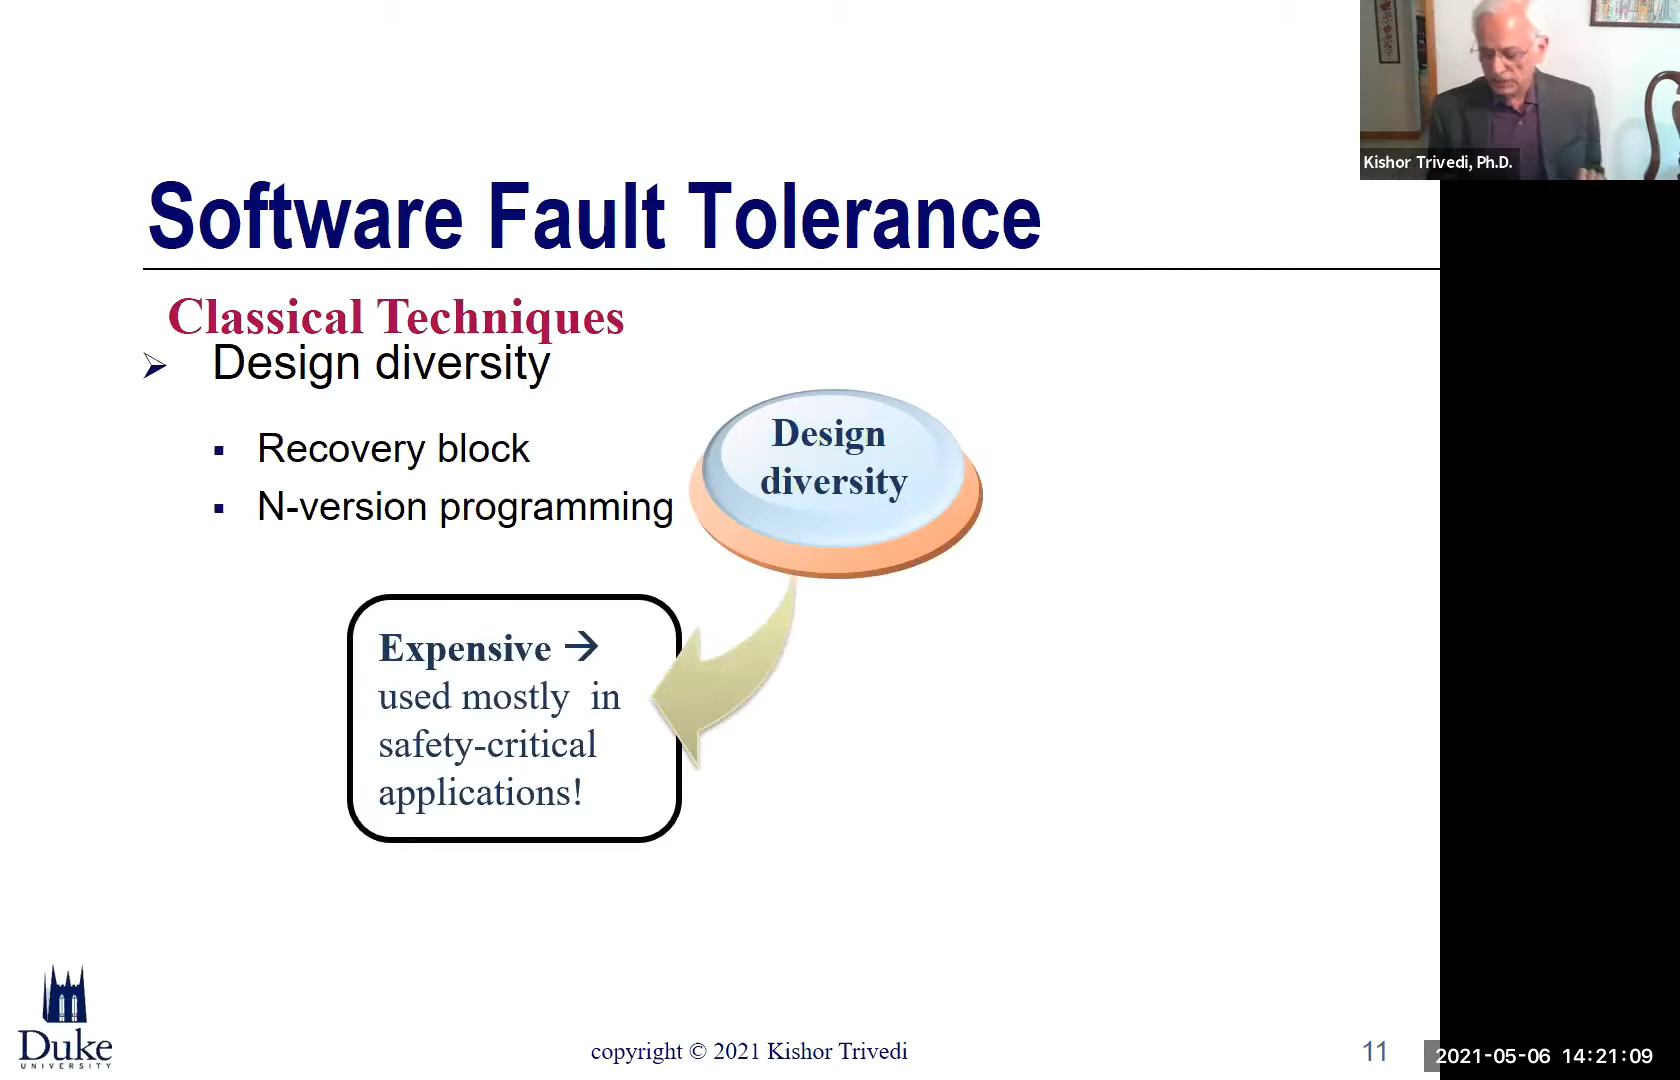 Kishor Trivedi, Ph.D.
Software Fault Tolerance
Classical Techniques
➢ Design diversity
▪ Recovery block
▪ N-version programming
Design
diversity
Expensive →
used mostly in
safety-critical
applications!
Duke
UNIVERSITY
copyright © 2021 Kishor Trivedi
11
2021-05-06 14:21:09